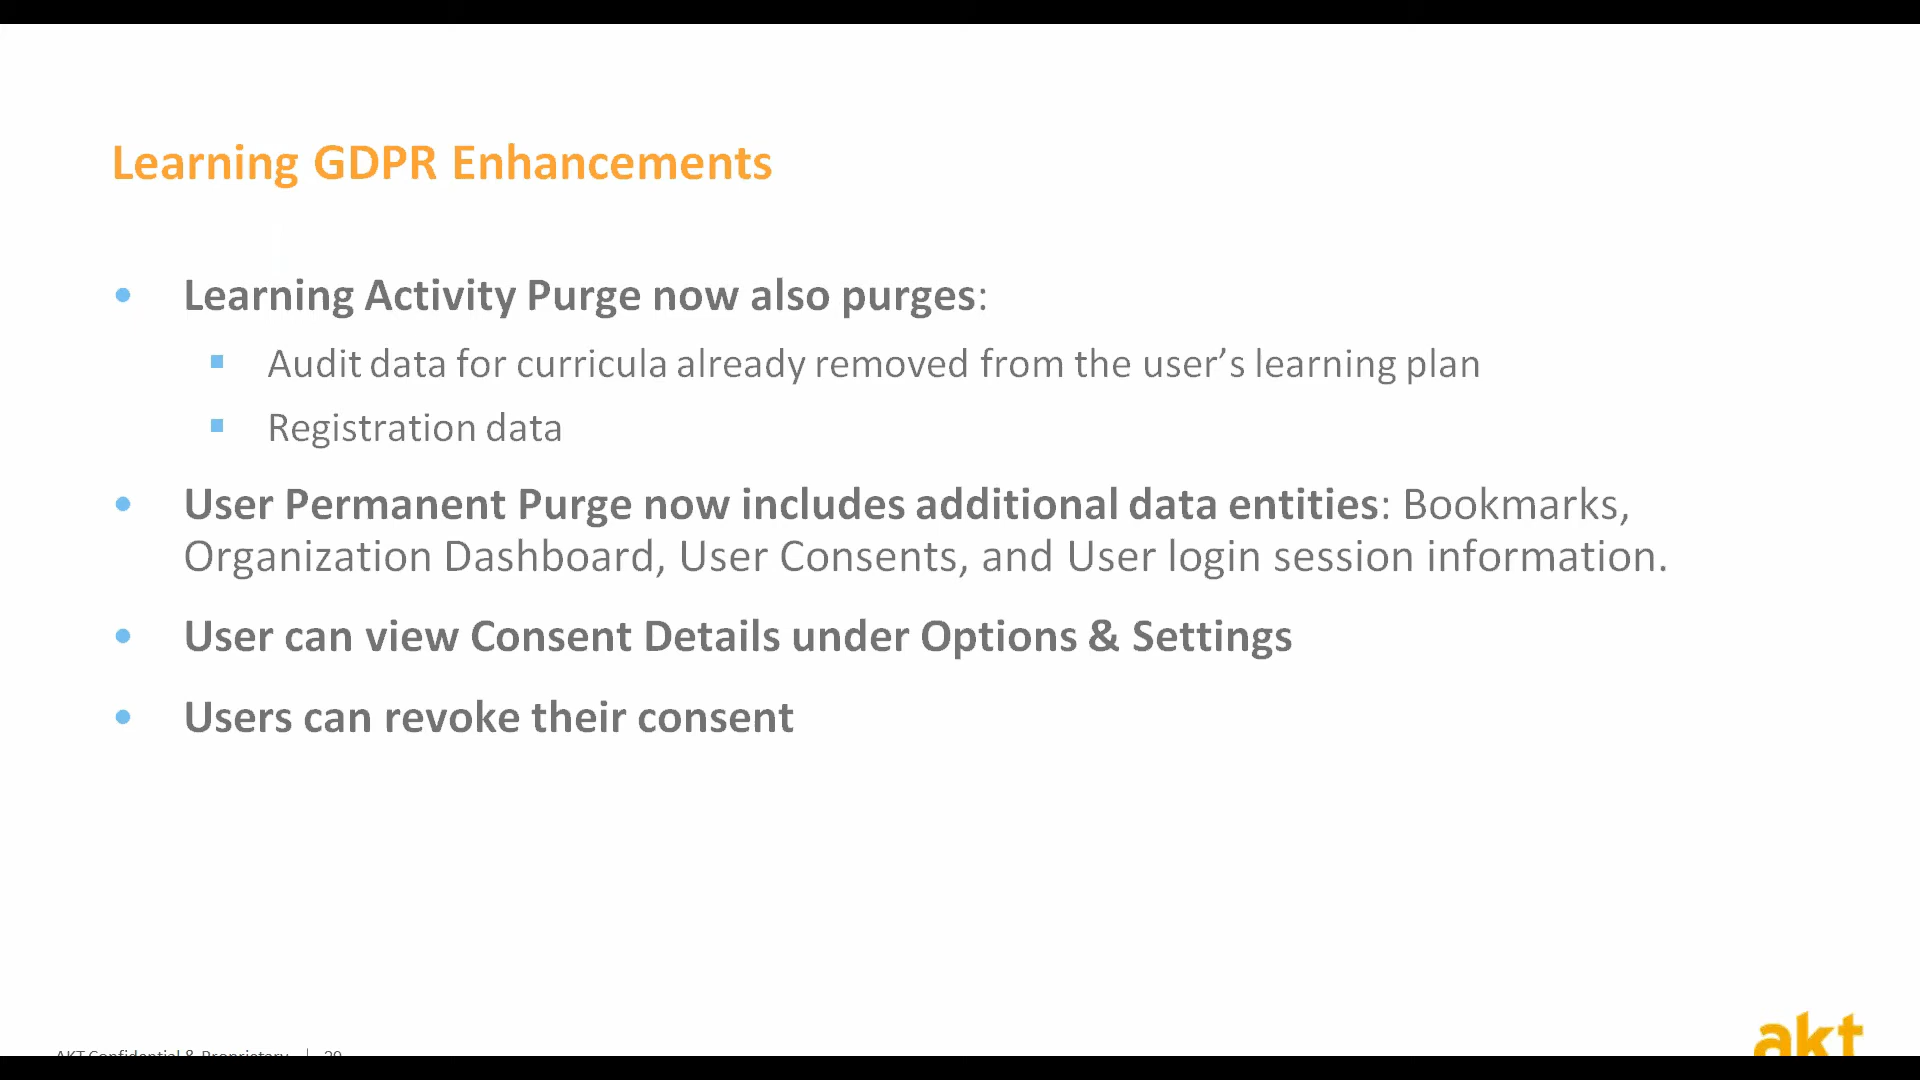 Learning GDPR Enhancements
• Learning Activity Purge now also purges:
▪ Audit data for curricula already removed from the user’s learning plan
▪ Registration data
• User Permanent Purge now includes additional data entities: Bookmarks,
Organization Dashboard, User Consents, and User login session information.
• User can view Consent Details under Options & Settings
• Users can revoke their consent
akt
AKT Confidential & Proprietary